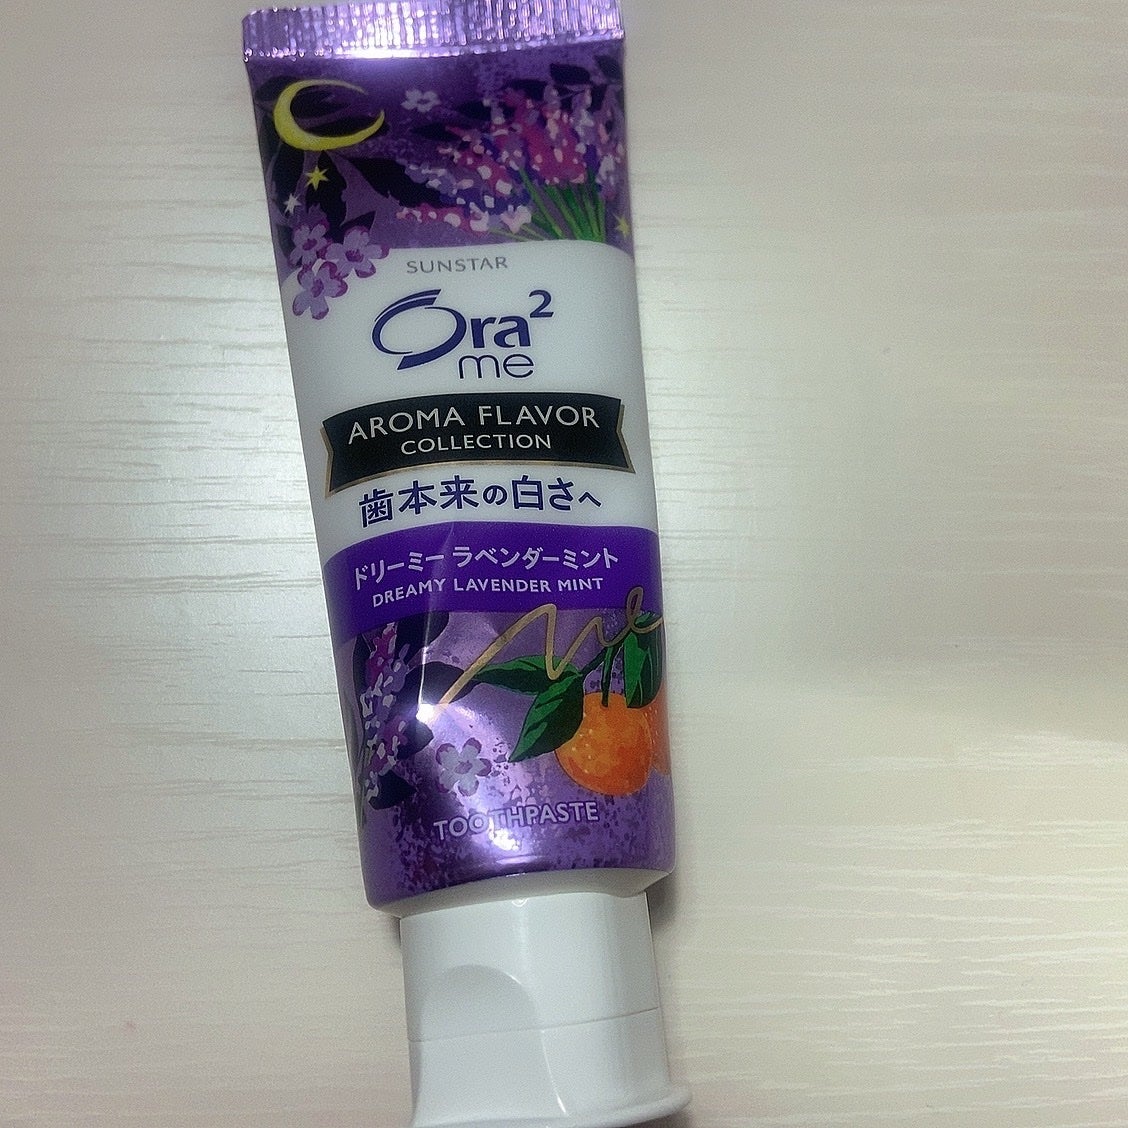 SUNSTAR
Ora²
me
AROMA FLAVOR
COLLECTION
歯本来の白さへ
ドリーミー ラベンダーミント
DREAMY LAVENDER MINT
Me
TOOTHPASTE